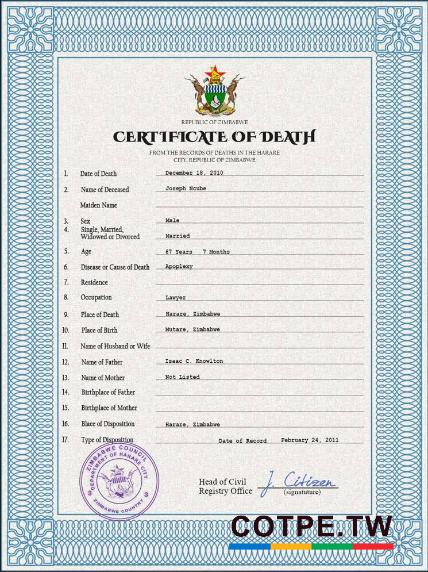 REPUBLIC OF ZIMBABWE
CERTIFICATE OF DEATH
FROM THE RECORDS OF DEATHS IN THE HARARE
CITY, REPUBLIC OF ZIMBABWE
1. Date of Death December 18, 2010
2. Name of Deceased Joseph Noube
Maiden Name
3. Sex Male
4. Single, Married,
Widowed or Divorced Married
5. Age 67 Years 7 Months
6. Disease or Cause of Death Apoplexy
7. Residence
8. Occupation Lawyer
9. Place of Death Harare, Zimbabwe
10. Place of Birth Mutare, Zimbabwe
11. Name of Husband or Wife
12. Name of Father Isaac C. Knowlton
13. Name of Mother Not Listed
14. Birthplace of Father
15. Birthplace of Mother
16. Blace of Disposition Harare, Zimbabwe
17. Type of Disposition Date of Record February 24, 2011
ZIMBABWE COUNCIL
DEPARTMENT OF HARARE CITY
ZIMBABWE COUNTRY
Head of Civil
Registry Office J. Citizen
(signuature)
COTPE.TW